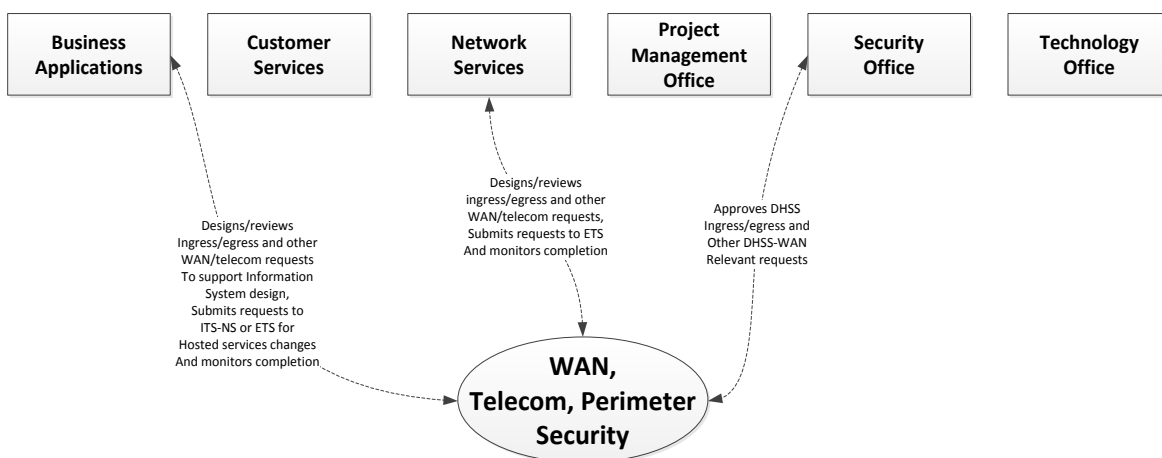 Business
Applications
Customer
Services
Network
Services
Project
Management
Office
Security
Office
Technology
Office
Designs/reviews
Ingress/egress and other
WAN/telecom requests
To support Information
System design,
Submits requests to
ITS-NS or ETS for
Hosted services changes
And monitors completion
Designs/reviews
ingress/egress and other
WAN/telecom requests,
Submits requests to ETS
And monitors completion
Approves DHSS
Ingress/egress and
Other DHSS-WAN
Relevant requests
WAN,
Telecom, Perimeter
Security